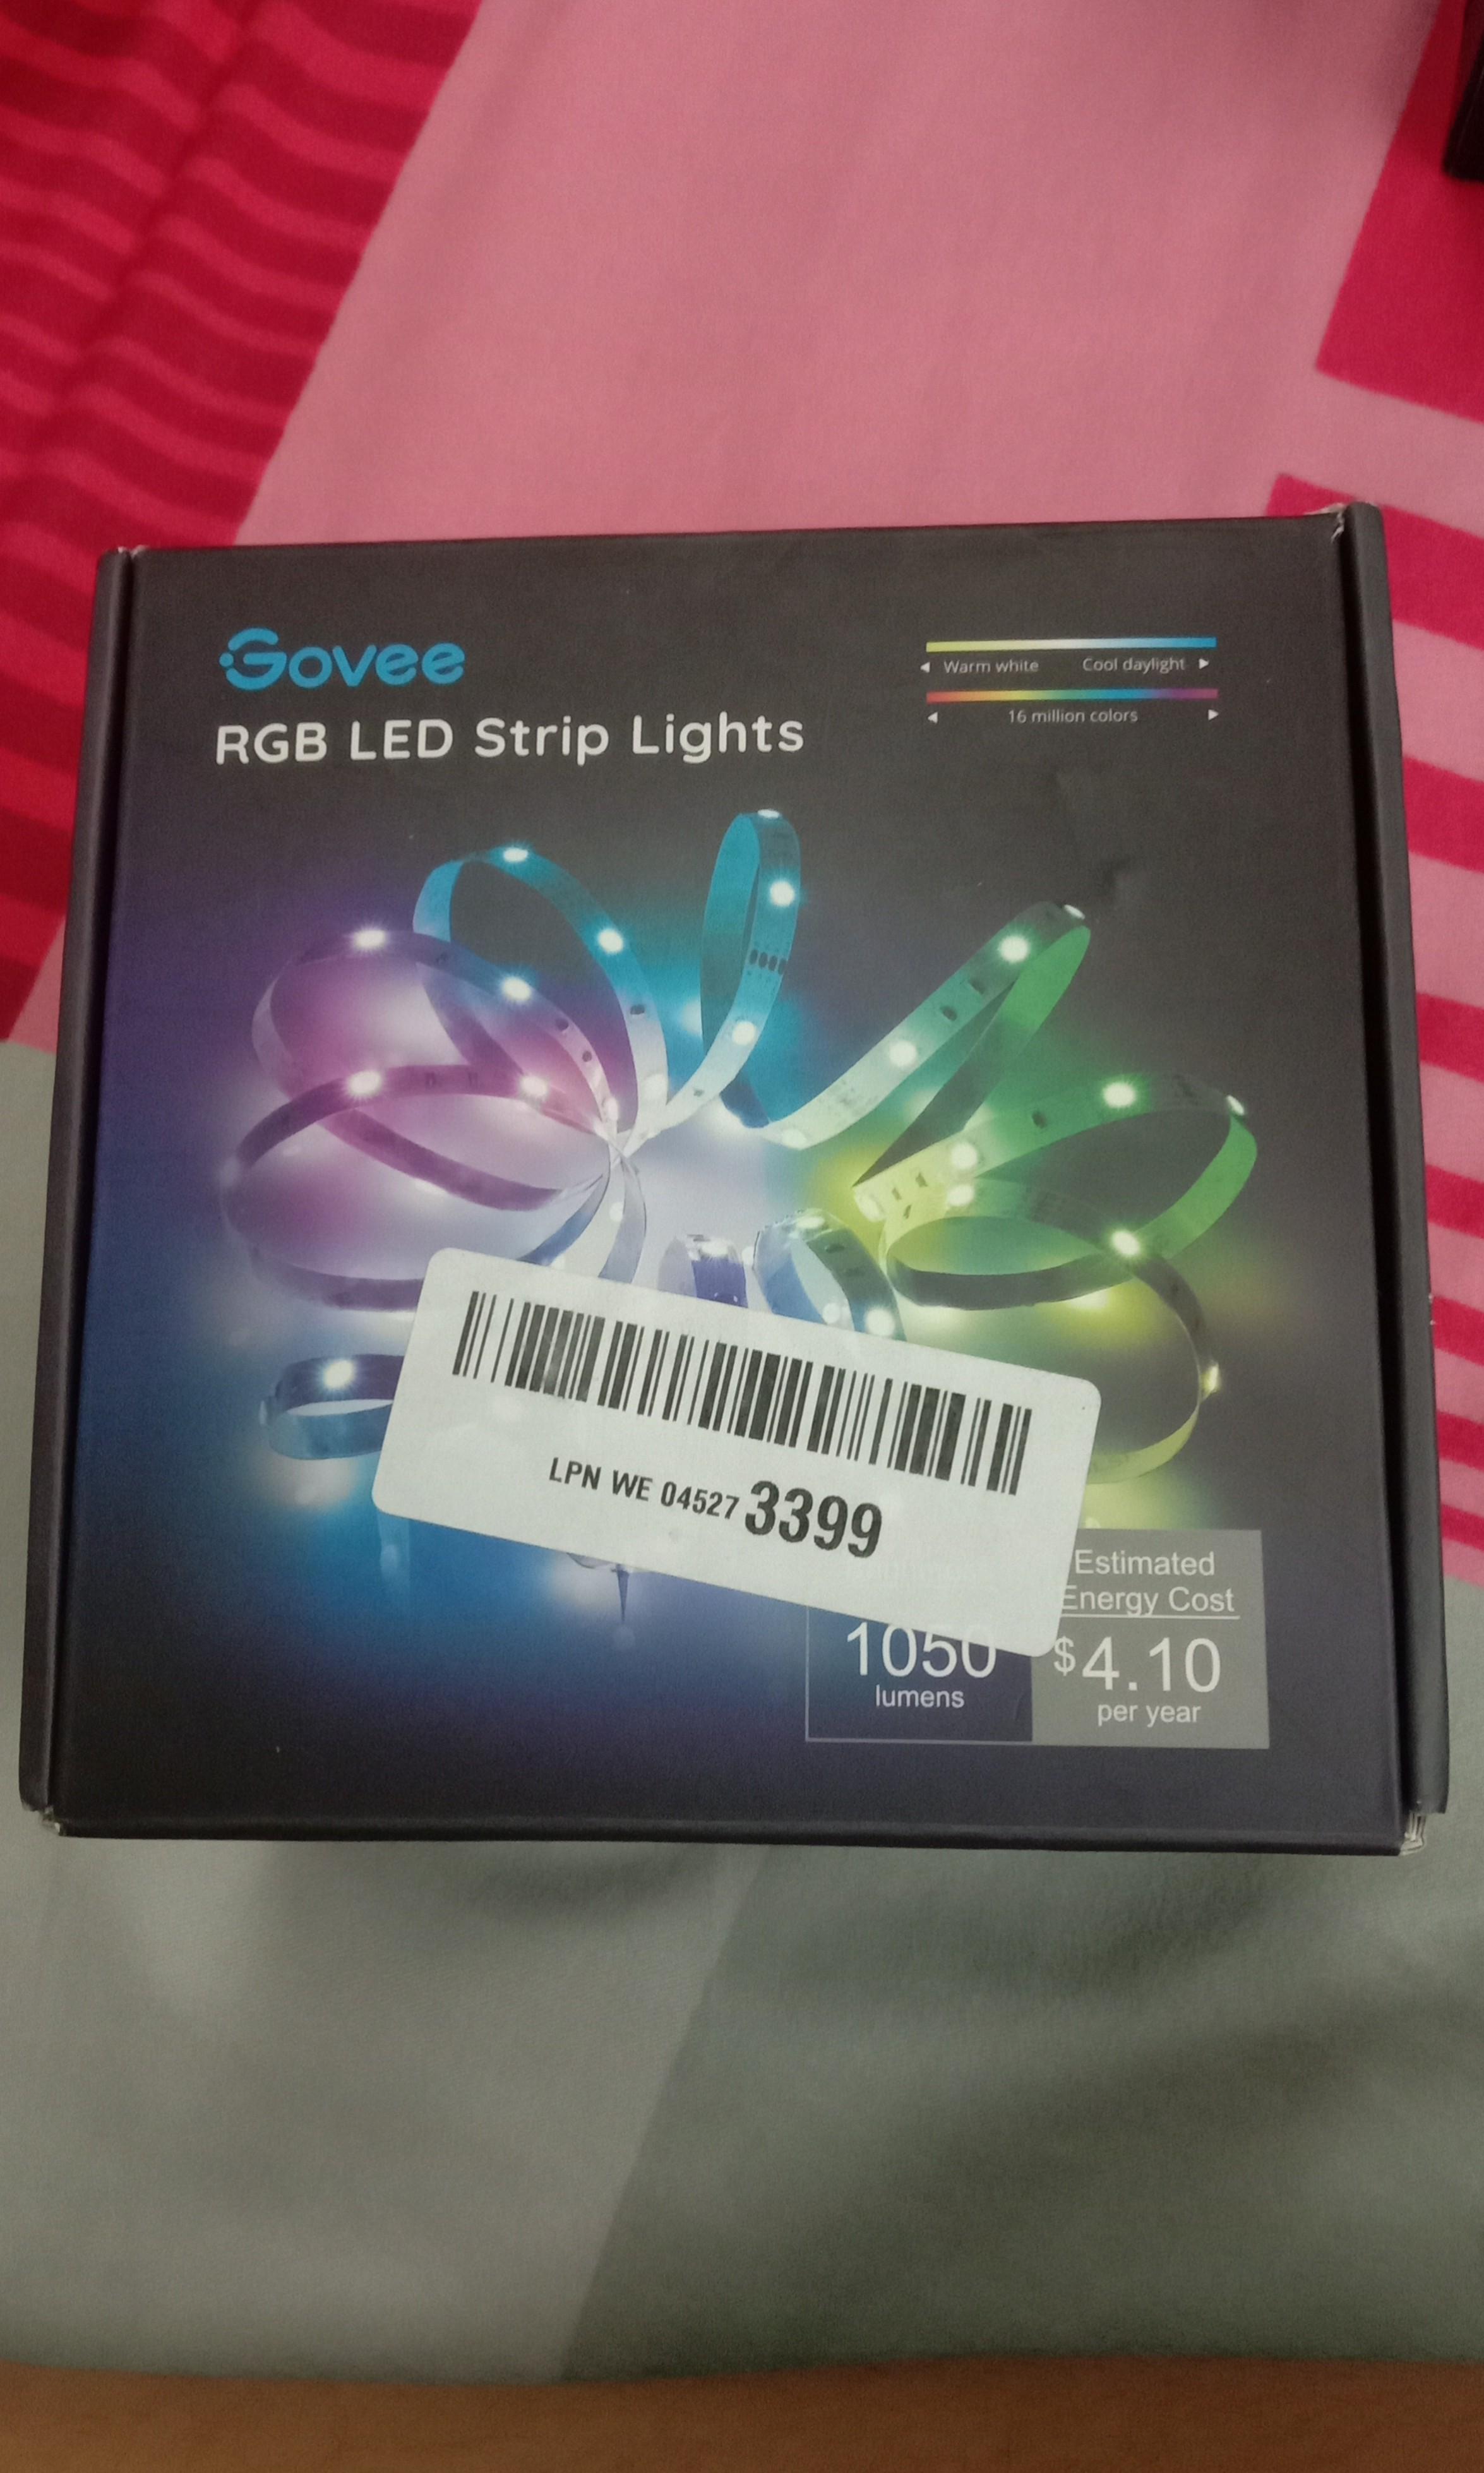 Govee
RGB LED Strip Lights
Warm white Cool daylight
16 million colors
LPN WE 04527 3399
1050
lumens
Estimated
Energy Cost
$4.10
per year